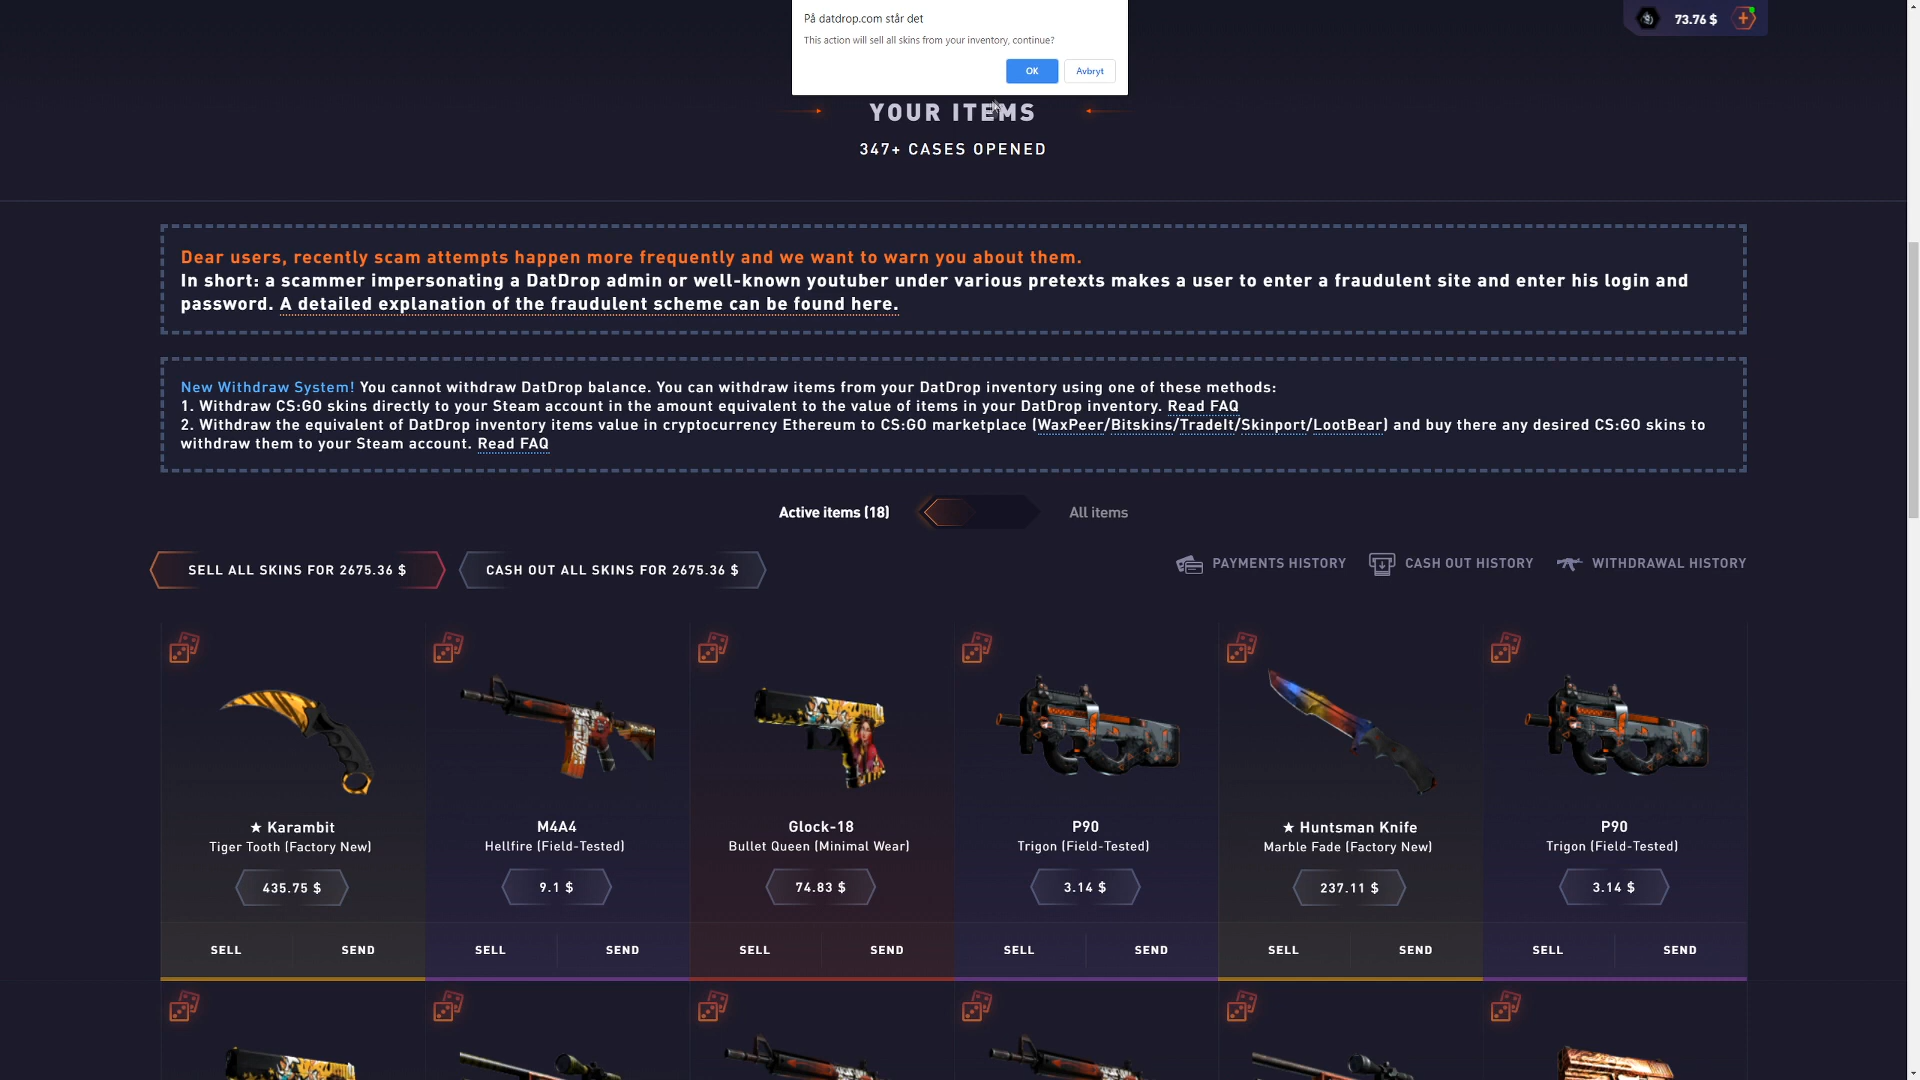 På datdrop.com står det
This action will sell all skins from your inventory, continue?
OK
Avbryt
73.76 $
YOUR ITEMS
347+ CASES OPENED
Dear users, recently scam attempts happen more frequently and we want to warn you about them.
In short: a scammer impersonating a DatDrop admin or well-known youtuber under various pretexts makes a user to enter a fraudulent site and enter his login and
password. A detailed explanation of the fraudulent scheme can be found here.
New Withdraw System! You cannot withdraw DatDrop balance. You can withdraw items from your DatDrop inventory using one of these methods:
1. Withdraw CS:GO skins directly to your Steam account in the amount equivalent to the value of items in your DatDrop inventory. Read FAQ
2. Withdraw the equivalent of DatDrop inventory items value in cryptocurrency Ethereum to CS:GO marketplace (WaxPeer/Bitskins/TradeIt/Skinport/LootBear) and buy there any desired CS:GO skins to
withdraw them to your Steam account. Read FAQ
Active items (18)
All items
SELL ALL SKINS FOR 2675.36 $
CASH OUT ALL SKINS FOR 2675.36 $
PAYMENTS HISTORY
CASH OUT HISTORY
WITHDRAWAL HISTORY
★ Karambit
Tiger Tooth (Factory New)
435.75 $
SELL
SEND
M4A4
Hellfire (Field-Tested)
9.1 $
SELL
SEND
Glock-18
Bullet Queen (Minimal Wear)
74.83 $
SELL
SEND
P90
Trigon (Field-Tested)
3.14 $
SELL
SEND
★ Huntsman Knife
Marble Fade (Factory New)
237.11 $
SELL
SEND
P90
Trigon (Field-Tested)
3.14 $
SELL
SEND